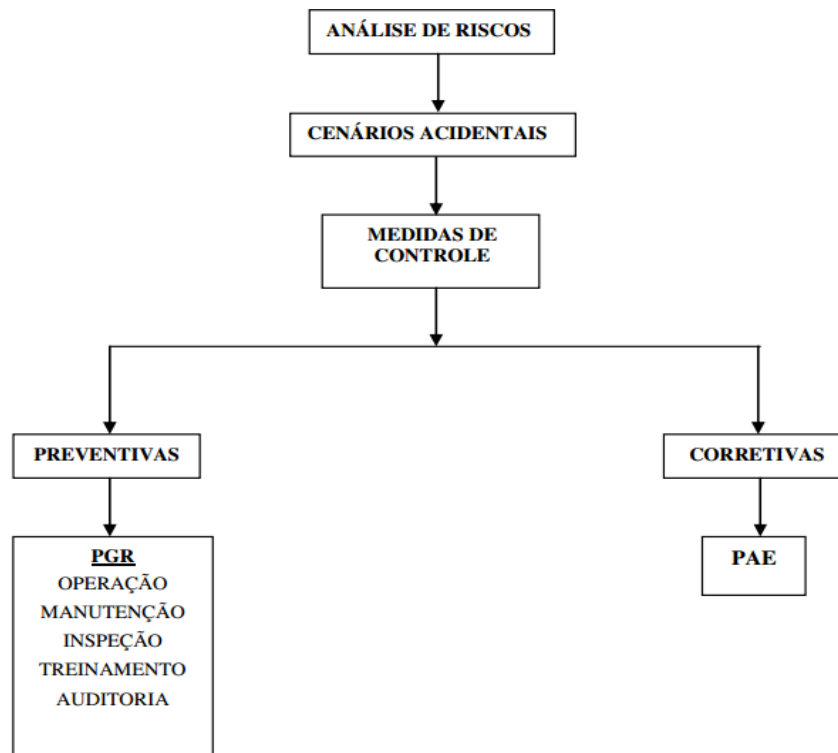 ANÁLISE DE RISCOS
CENÁRIOS ACIDENTAIS
MEDIDAS DE
CONTROLE
PREVENTIVAS
CORRETIVAS
PGR
OPERAÇÃO
MANUTENÇÃO
INSPEÇÃO
TREINAMENTO
AUDITORIA
PAE